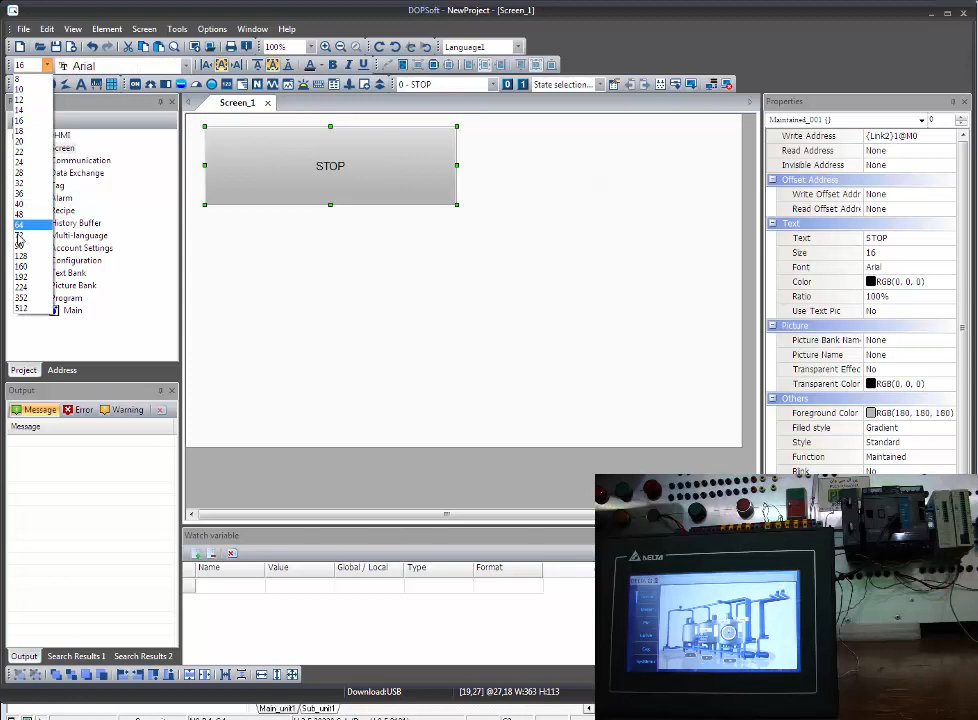 DOPSoft - NewProject - [Screen_1]
File Edit View Element Screen Tools Options Window Help
100% Language1
16 Arial
0 - STOP State selection...
8
10
12
14
16
18
20
22
24
28
32
36
40
48
64
128
160
192
224
352
512
HMI
Communication
Data Exchange
Alarm
Recipe
History Buffer
Multi-language
Account Settings
Configuration
Text Bank
Picture Bank
Program
Main
Project Address
Output
Message Error Warning
Message
Output Search Results 1 Search Results 2
Screen_1
STOP
Watch variable
Name Value Global / Local Type Format
Properties
Maintained_001 {} 0
Write Address {Link2}1@M0
Read Address None
Invisible Address None
Offset Address
Write Offset Addr None
Read Offset Addr None
Text
Text STOP
Size 16
Font Arial
Color RGB(0, 0, 0)
Ratio 100%
Use Text Pic No
Picture
Picture Bank Name None
Picture Name None
Transparent Effec No
Transparent Color RGB(0, 0, 0)
Others
Foreground Color RGB(180, 180, 180)
Filled style Gradient
Style Standard
Function Maintained
Blink No
DELTA
Download:USB [19,27] @27,18 W:363 H:113
Main_unit1 Sub_unit1